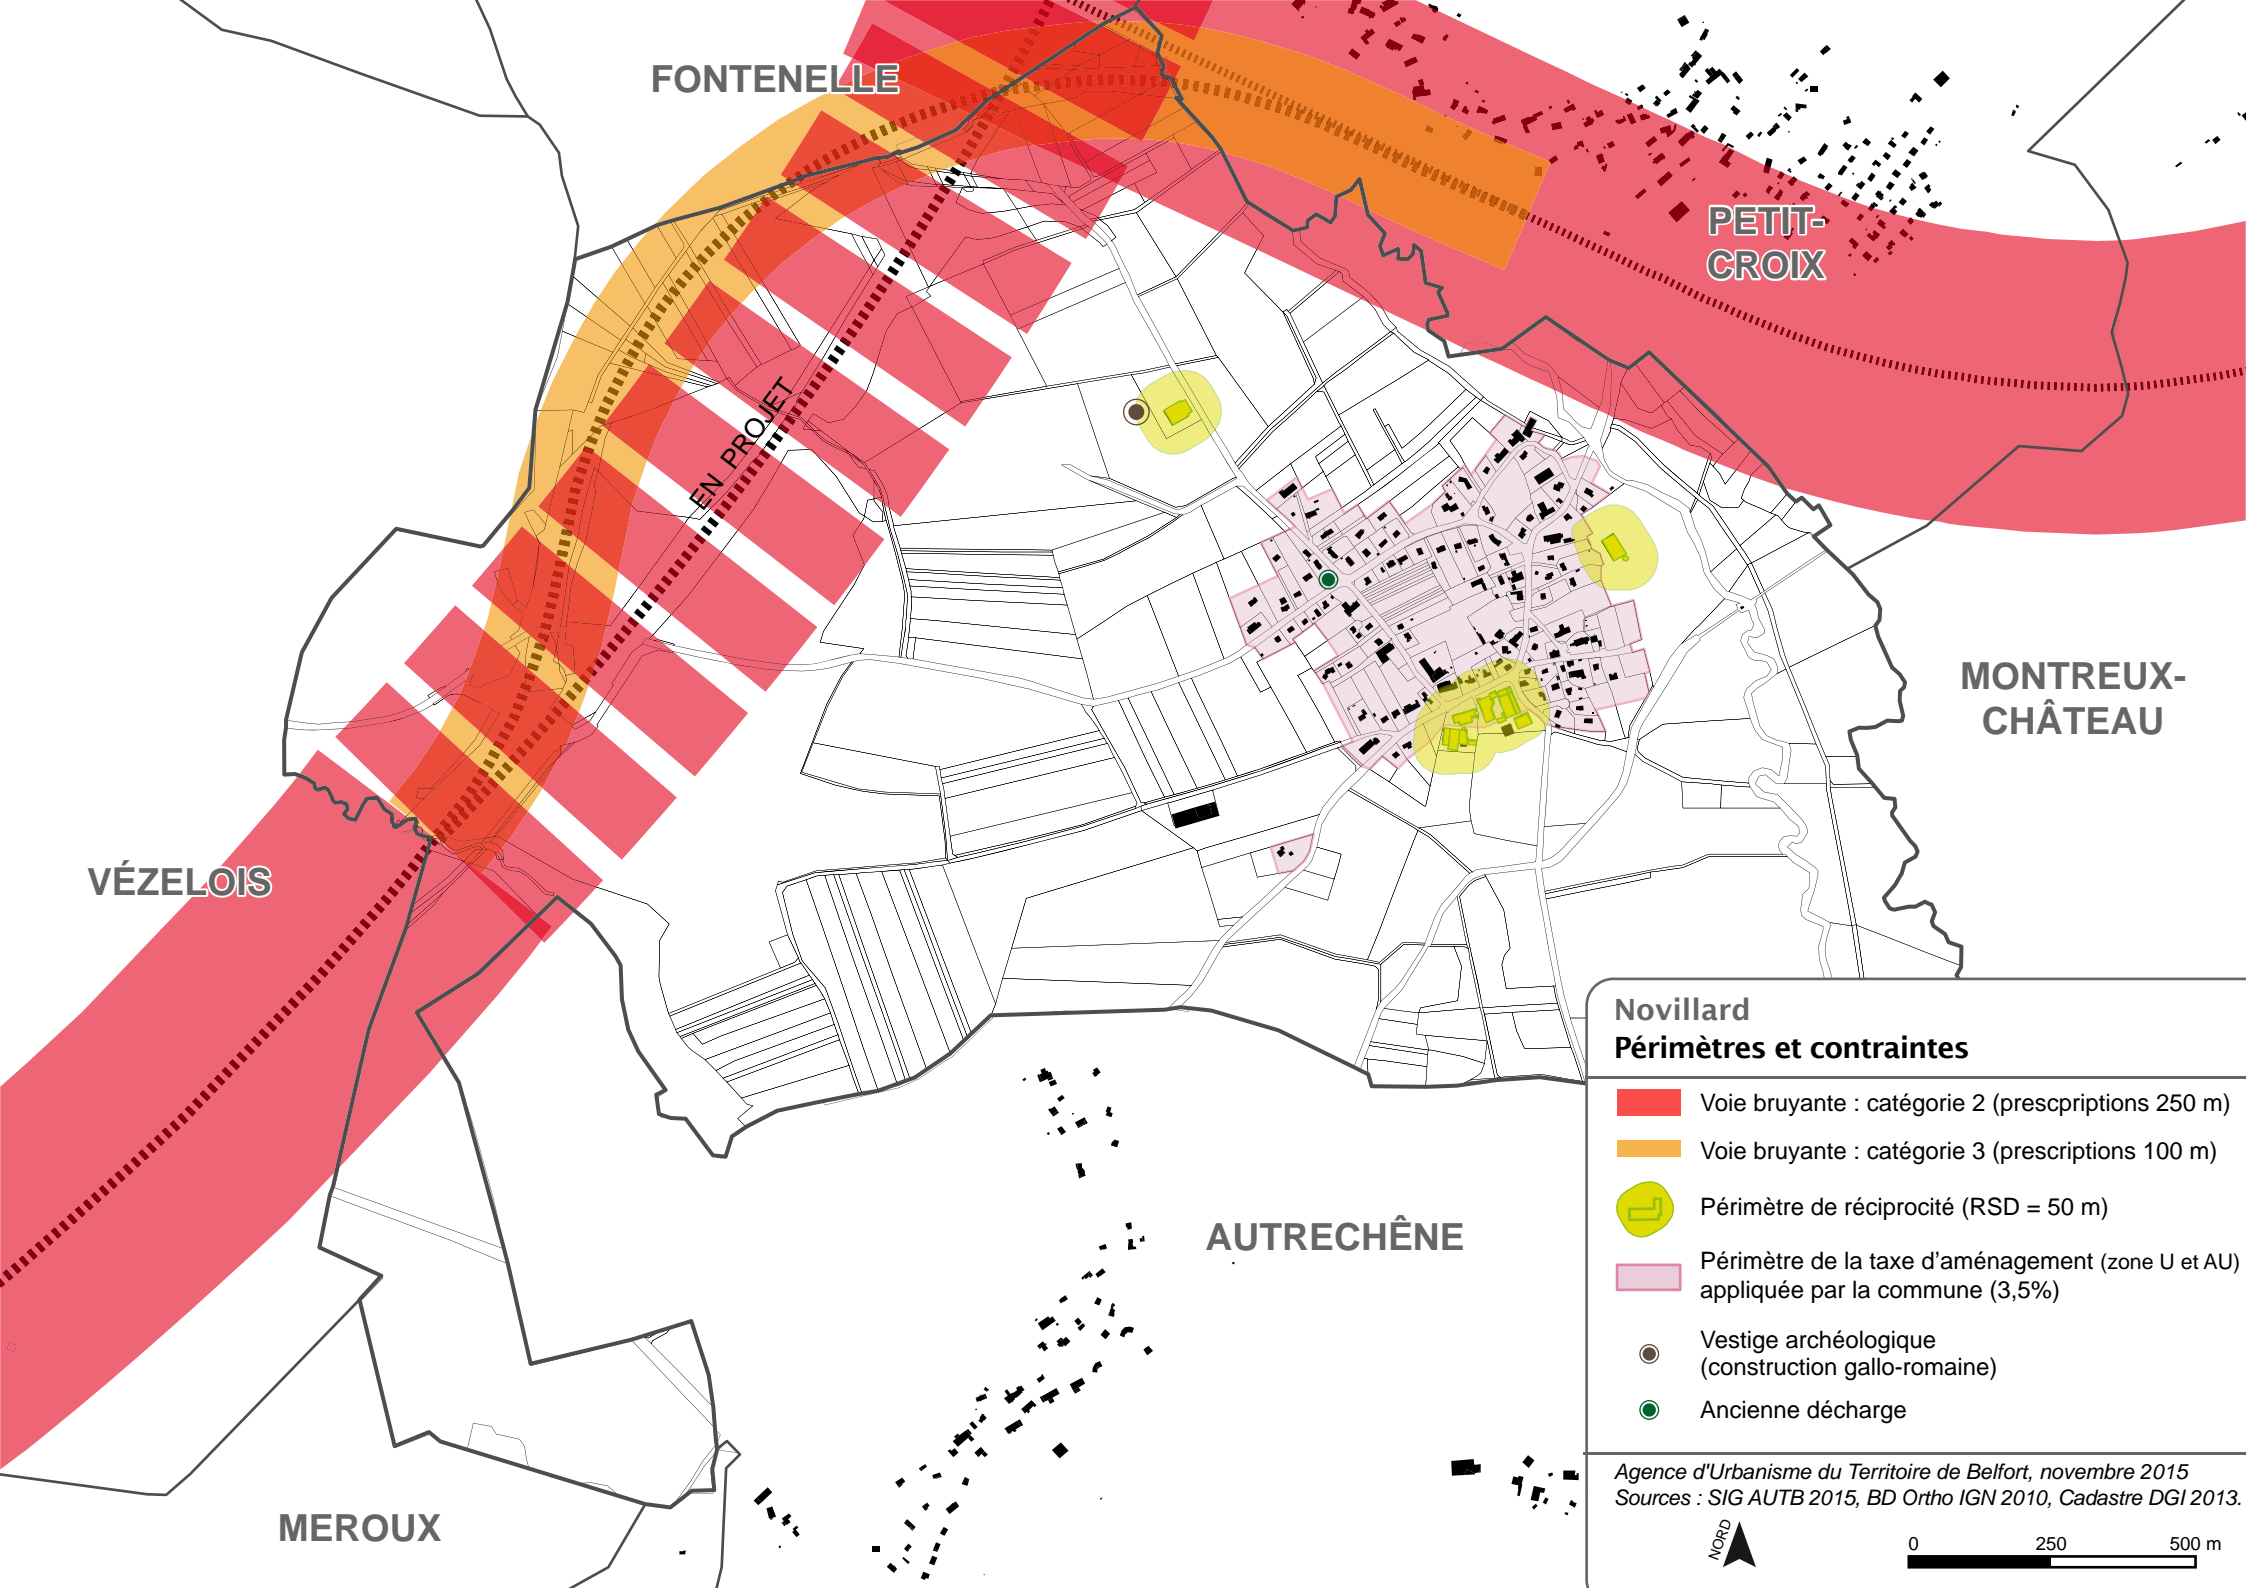 FONTENELLE
PETIT-
CROIX
EN PROJET
MONTREUX-
CHÂTEAU
VÉZELOIS
AUTRECHÊNE
MEROUX
Novillard
Périmètres et contraintes
Voie bruyante : catégorie 2 (prescpriptions 250 m)
Voie bruyante : catégorie 3 (prescriptions 100 m)
Périmètre de réciprocité (RSD = 50 m)
Périmètre de la taxe d'aménagement (zone U et AU)
appliquée par la commune (3,5%)
Vestige archéologique
(construction gallo-romaine)
Ancienne décharge
Agence d'Urbanisme du Territoire de Belfort, novembre 2015
Sources : SIG AUTB 2015, BD Ortho IGN 2010, Cadastre DGI 2013.
NORD
0 250 500 m